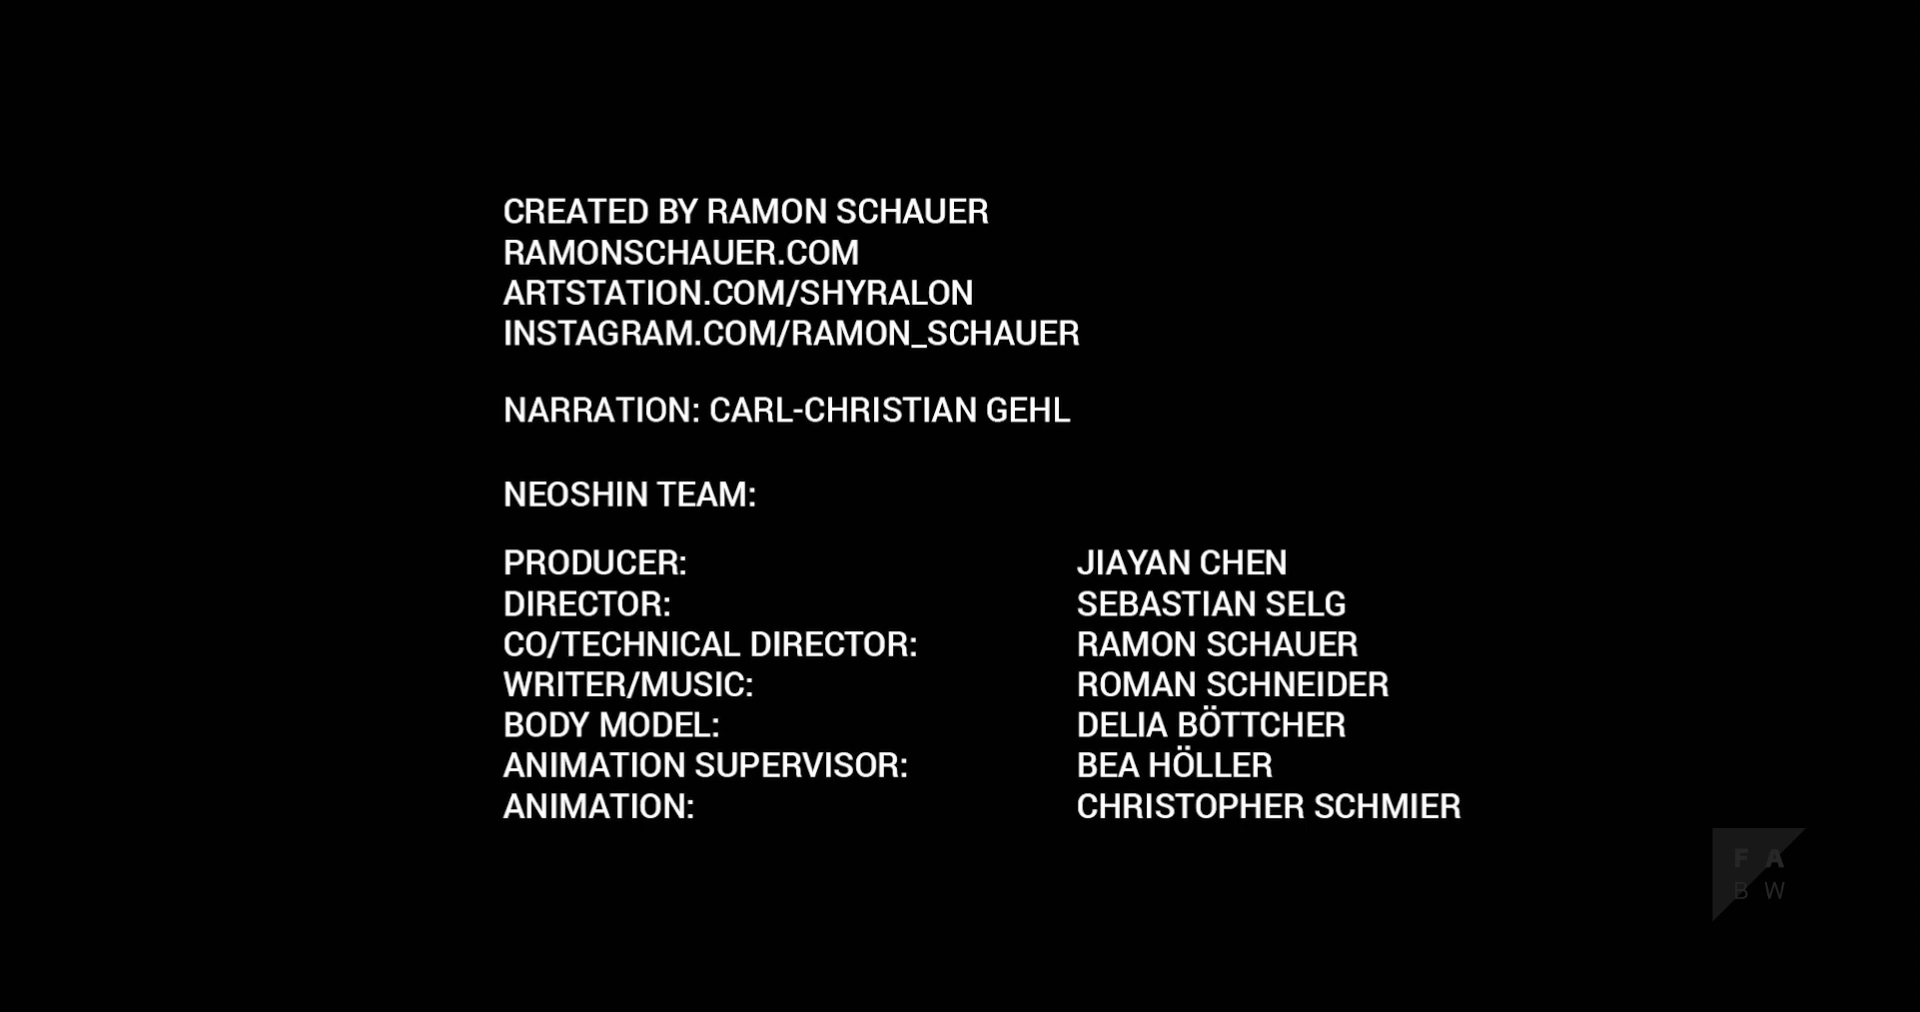 CREATED BY RAMON SCHAUER
RAMONSCHAUER.COM
ARTSTATION.COM/SHYRALON
INSTAGRAM.COM/RAMON_SCHAUER
NARRATION: CARL-CHRISTIAN GEHL
NEOSHIN TEAM:
PRODUCER: JIAYAN CHEN
DIRECTOR: SEBASTIAN SELG
CO/TECHNICAL DIRECTOR: RAMON SCHAUER
WRITER/MUSIC: ROMAN SCHNEIDER
BODY MODEL: DELIA BÖTTCHER
ANIMATION SUPERVISOR: BEA HÖLLER
ANIMATION: CHRISTOPHER SCHMIER
F A
B W